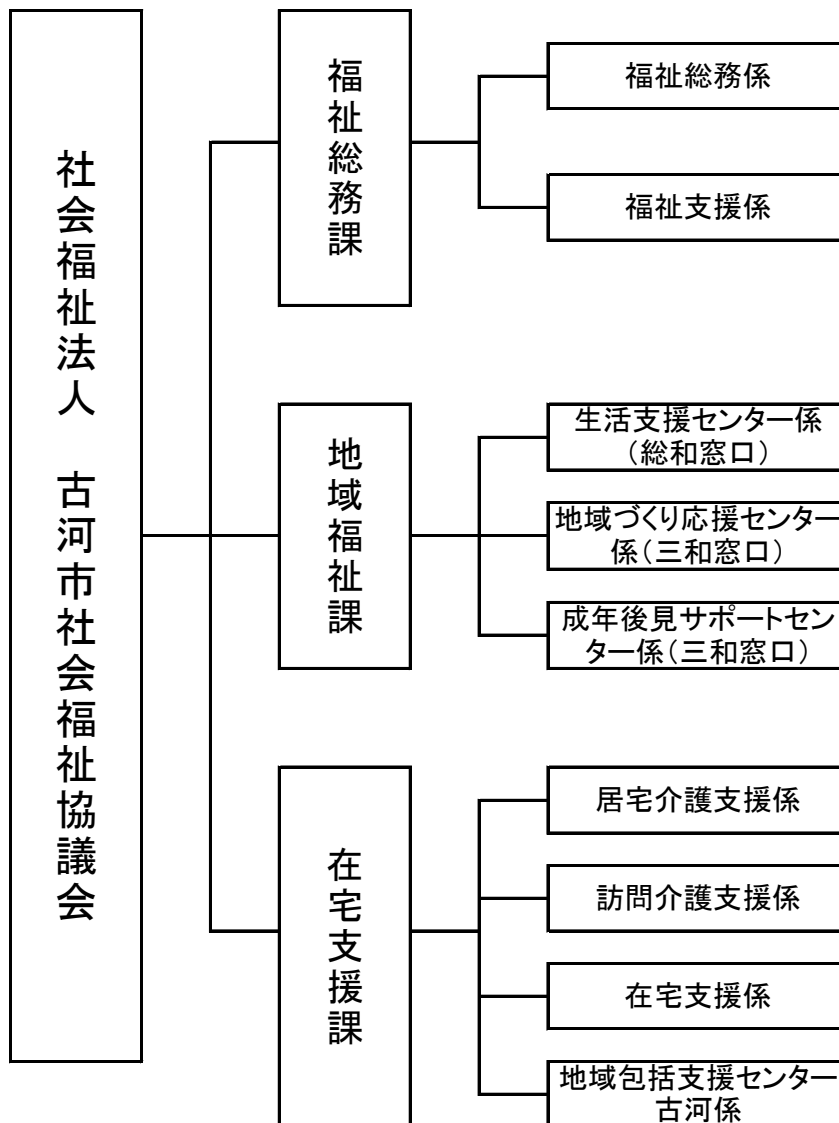 社会福祉法人　古河市社会福祉協議会
福祉総務課
福祉総務係
福祉支援係
地域福祉課
生活支援センター係
（総和窓口）
地域づくり応援センター
係（三和窓口）
成年後見サポートセン
ター係（三和窓口）
在宅支援課
居宅介護支援係
訪問介護支援係
在宅支援係
地域包括支援センター
古河係